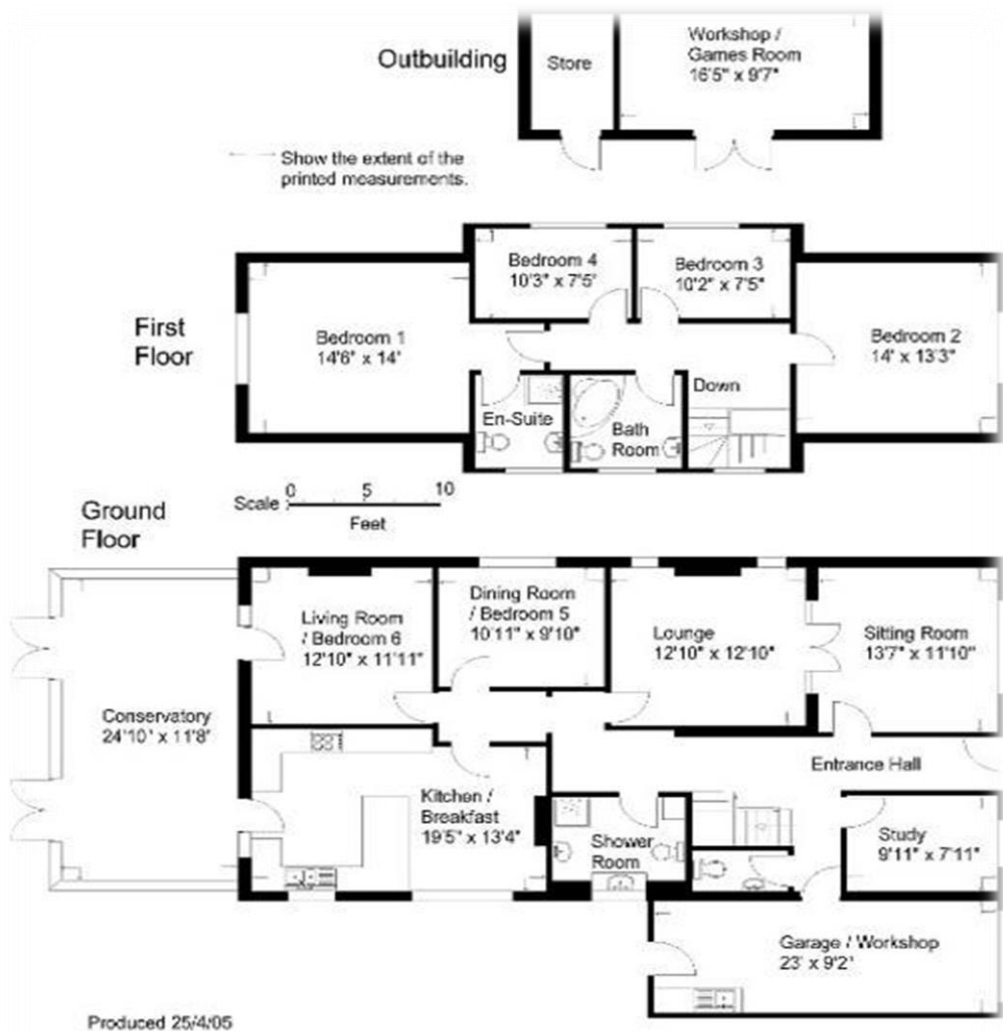 Outbuilding
Store
Workshop /
Games Room
16'5" x 9'7"
Show the extent of the
printed measurements.
First
Floor
Bedroom 4
10'3" x 7'5"
Bedroom 3
10'2" x 7'5"
Bedroom 1
14'6" x 14'
Bedroom 2
14' x 13'3"
En-Suite
Bath
Room
Down
Scale
0 5 10
Feet
Ground
Floor
Living Room
/ Bedroom 6
12'10" x 11'11"
Dining Room
/ Bedroom 5
10'11" x 9'10"
Lounge
12'10" x 12'10"
Sitting Room
13'7" x 11'10"
Conservatory
24'10" x 11'8"
Entrance Hall
Kitchen /
Breakfast
19'5" x 13'4"
Shower
Room
Study
9'11" x 7'11"
Garage / Workshop
23' x 9'2"
Produced 25/4/05